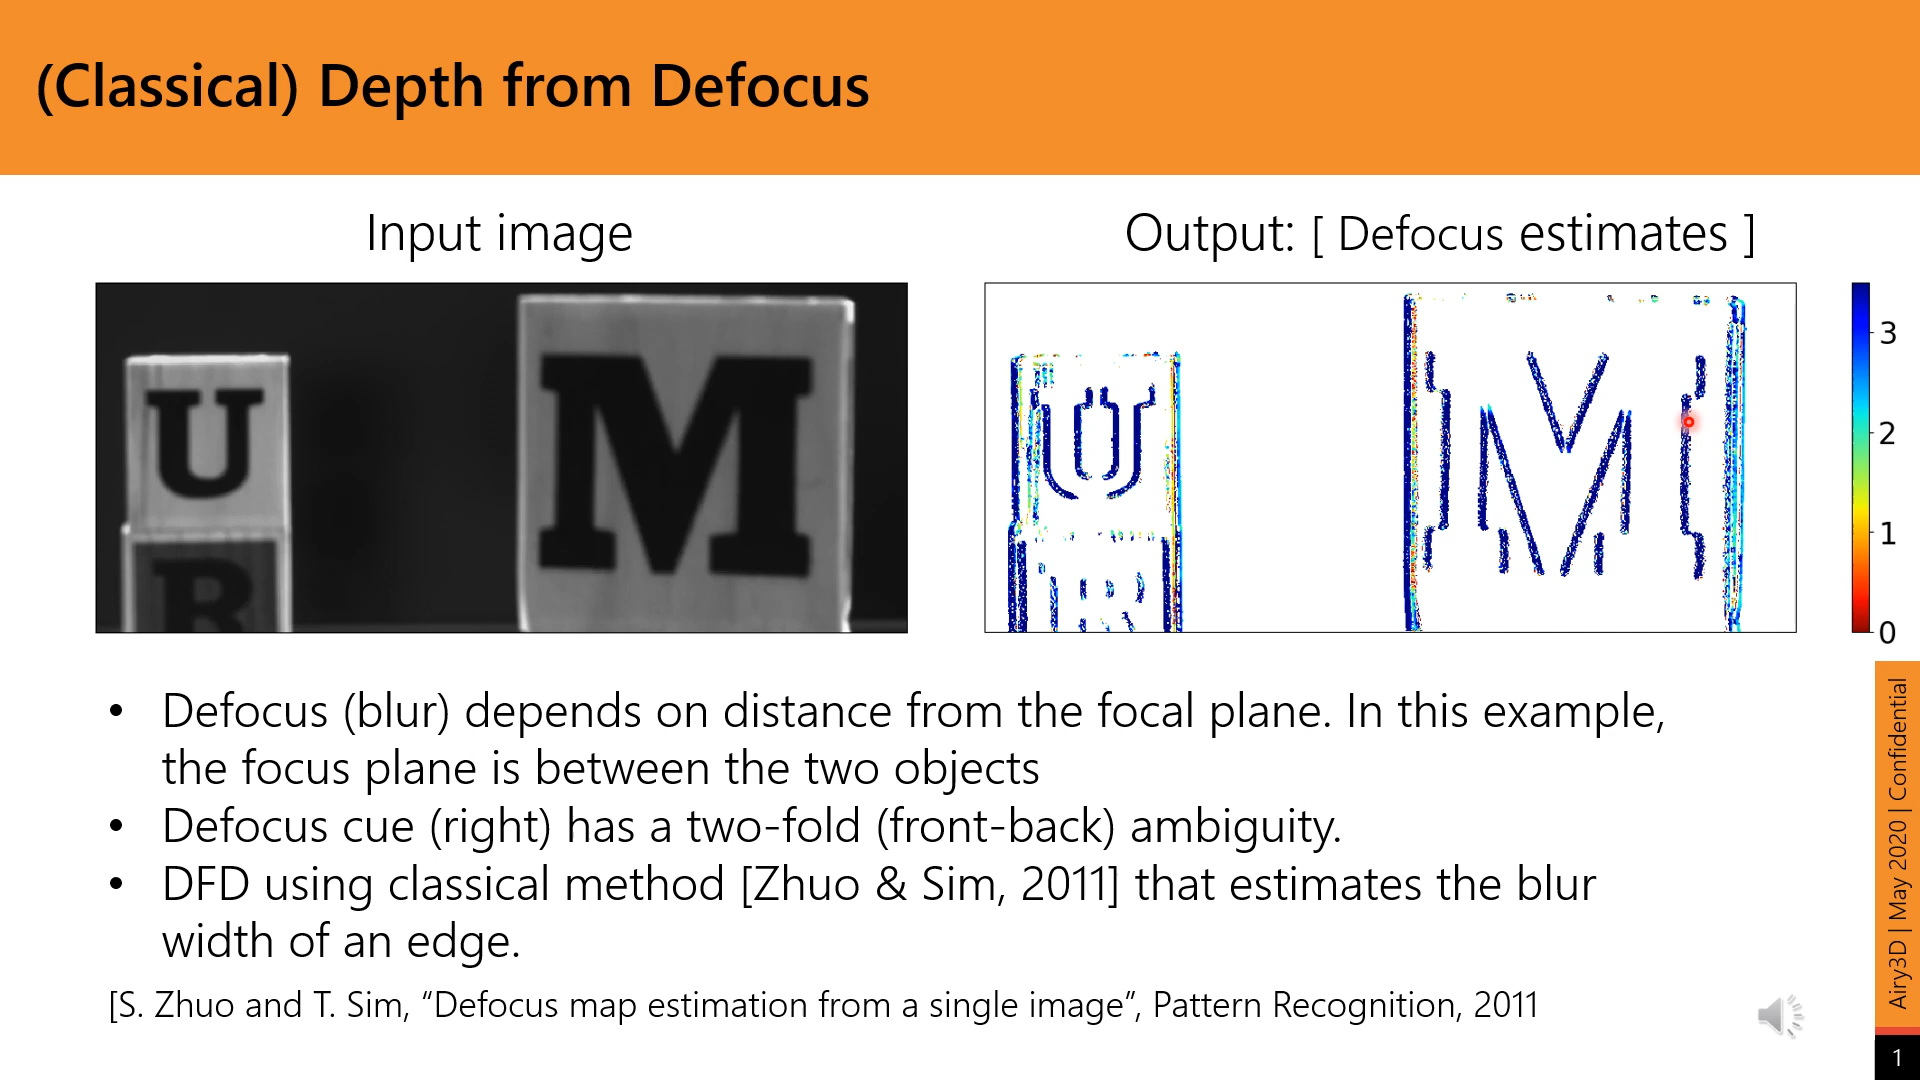 (Classical) Depth from Defocus
Input image
Output: [ Defocus estimates ]
U
M
R
3
2
1
0
• Defocus (blur) depends on distance from the focal plane. In this example,
the focus plane is between the two objects
• Defocus cue (right) has a two-fold (front-back) ambiguity.
• DFD using classical method [Zhuo & Sim, 2011] that estimates the blur
width of an edge.
[S. Zhuo and T. Sim, “Defocus map estimation from a single image”, Pattern Recognition, 2011
Airy3D | May 2020 | Confidential
1